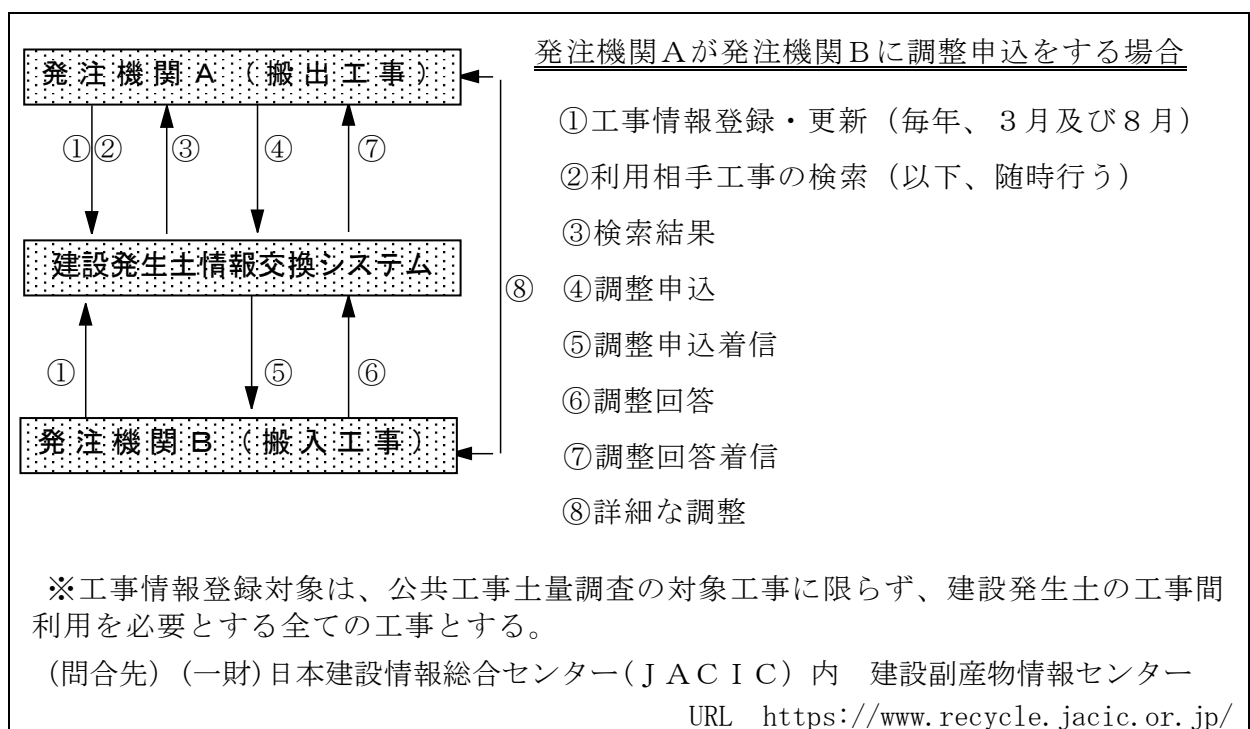 発注機関Ａ（搬出工事）
①② ③ ④ ⑦
建設発生土情報交換システム
① ⑤ ⑥
発注機関Ｂ（搬入工事）
⑧
発注機関Ａが発注機関Ｂに調整申込をする場合
①工事情報登録・更新（毎年、３月及び８月）
②利用相手工事の検索（以下、随時行う）
③検索結果
④調整申込
⑤調整申込着信
⑥調整回答
⑦調整回答着信
⑧詳細な調整
※工事情報登録対象は、公共工事土量調査の対象工事に限らず、建設発生土の工事間
利用を必要とする全ての工事とする。
(問合先) (一財)日本建設情報総合センター(ＪＡＣＩＣ) 内　建設副産物情報センター
URL　https://www.recycle.jacic.or.jp/